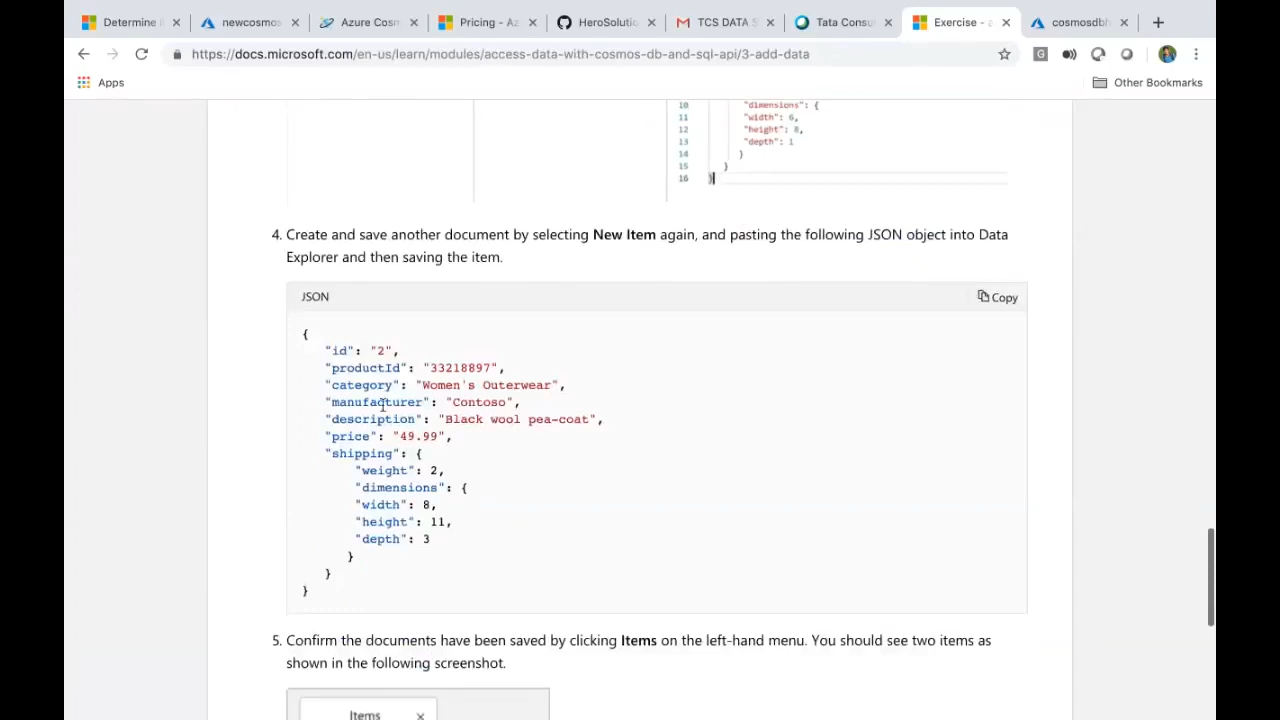 Determine
newcosmos
Azure Cosm
Pricing - Az
HeroSolutio
TCS DATA S
Tata Consu
Exercise - a
cosmosdbh
https://docs.microsoft.com/en-us/learn/modules/access-data-with-cosmos-db-and-sql-api/3-add-data
Apps
Other Bookmarks
10 "dimensions": {
11 "width": 6,
12 "height": 8,
13 "depth": 1
14 }
15 }
16 }
4. Create and save another document by selecting New Item again, and pasting the following JSON object into Data
Explorer and then saving the item.
JSON
Copy
{
"id": "2",
"productId": "33218897",
"category": "Women's Outerwear",
"manufacturer": "Contoso",
"description": "Black wool pea-coat",
"price": "49.99",
"shipping": {
"weight": 2,
"dimensions": {
"width": 8,
"height": 11,
"depth": 3
}
}
}
5. Confirm the documents have been saved by clicking Items on the left-hand menu. You should see two items as
shown in the following screenshot.
Items